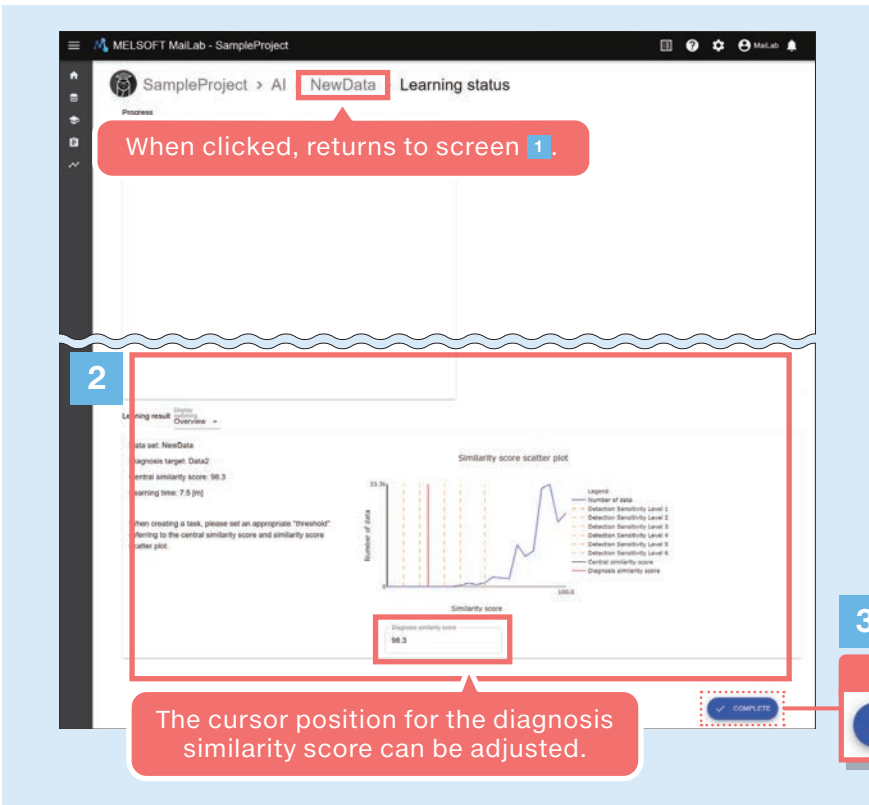 MELSOFT MaiLab - SampleProject
MaiLab
SampleProject > AI NewData Learning status
Progress
When clicked, returns to screen 1.
2
Learning result
Display switching
Overview
Data set: NewData
Diagnosis target: Data2
Central similarity score: 98.3
Learning time: 7.5 [m]
When creating a task, please set an appropriate "threshold"
referring to the central similarity score and similarity score
scatter plot.
Similarity score scatter plot
33.3k
Number of data
0
100.0
Similarity score
Legend
Number of data
Detection Sensitivity Level 1
Detection Sensitivity Level 2
Detection Sensitivity Level 3
Detection Sensitivity Level 4
Detection Sensitivity Level 5
Detection Sensitivity Level 6
Central similarity score
Diagnosis similarity score
Diagnosis similarity score
98.3
3
COMPLETE
The cursor position for the diagnosis
similarity score can be adjusted.